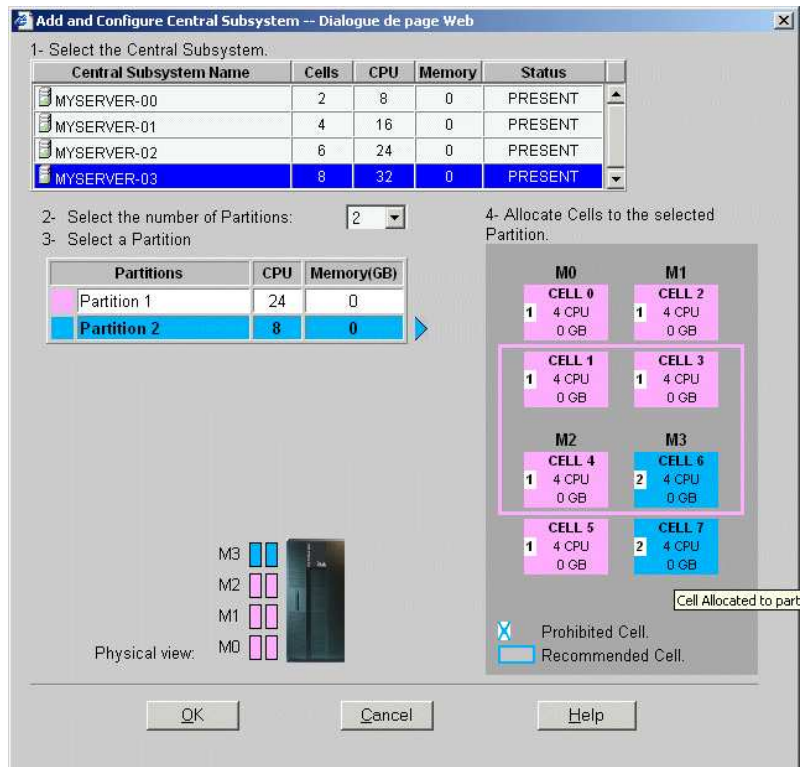 Add and Configure Central Subsystem -- Dialogue de page Web
1- Select the Central Subsystem.
Central Subsystem Name Cells CPU Memory Status
MYSERVER-00 2 8 0 PRESENT
MYSERVER-01 4 16 0 PRESENT
MYSERVER-02 6 24 0 PRESENT
MYSERVER-03 8 32 0 PRESENT
2- Select the number of Partitions: 2
3- Select a Partition
Partitions CPU Memory(GB)
Partition 1 24 0
Partition 2 8 0
4- Allocate Cells to the selected
Partition.
M0 M1
CELL 0 CELL 2
1 4 CPU 1 4 CPU
0 GB 0 GB
CELL 1 CELL 3
1 4 CPU 1 4 CPU
0 GB 0 GB
M2 M3
CELL 4 CELL 6
1 4 CPU 2 4 CPU
0 GB 0 GB
CELL 5 CELL 7
1 4 CPU 2 4 CPU
0 GB 0 GB
Cell Allocated to part
X Prohibited Cell.
Recommended Cell.
M3
M2
M1
Physical view: M0
OK Cancel Help